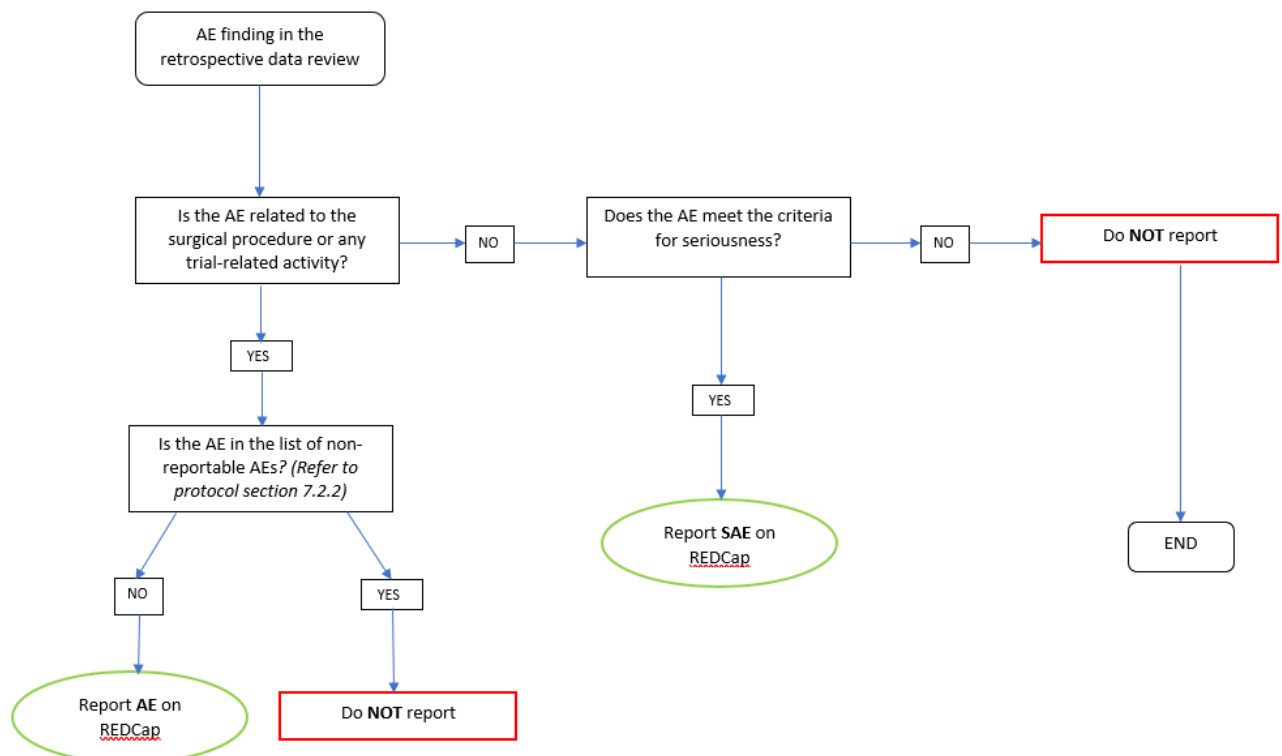 AE finding in the
retrospective data review
Is the AE related to the
surgical procedure or any
trial-related activity?
NO
Does the AE meet the criteria
for seriousness?
NO
Do NOT report
YES
YES
Is the AE in the list of non-
reportable AEs? (Refer to
protocol section 7.2.2)
Report SAE on
REDCap
END
NO
YES
Report AE on
REDCap
Do NOT report